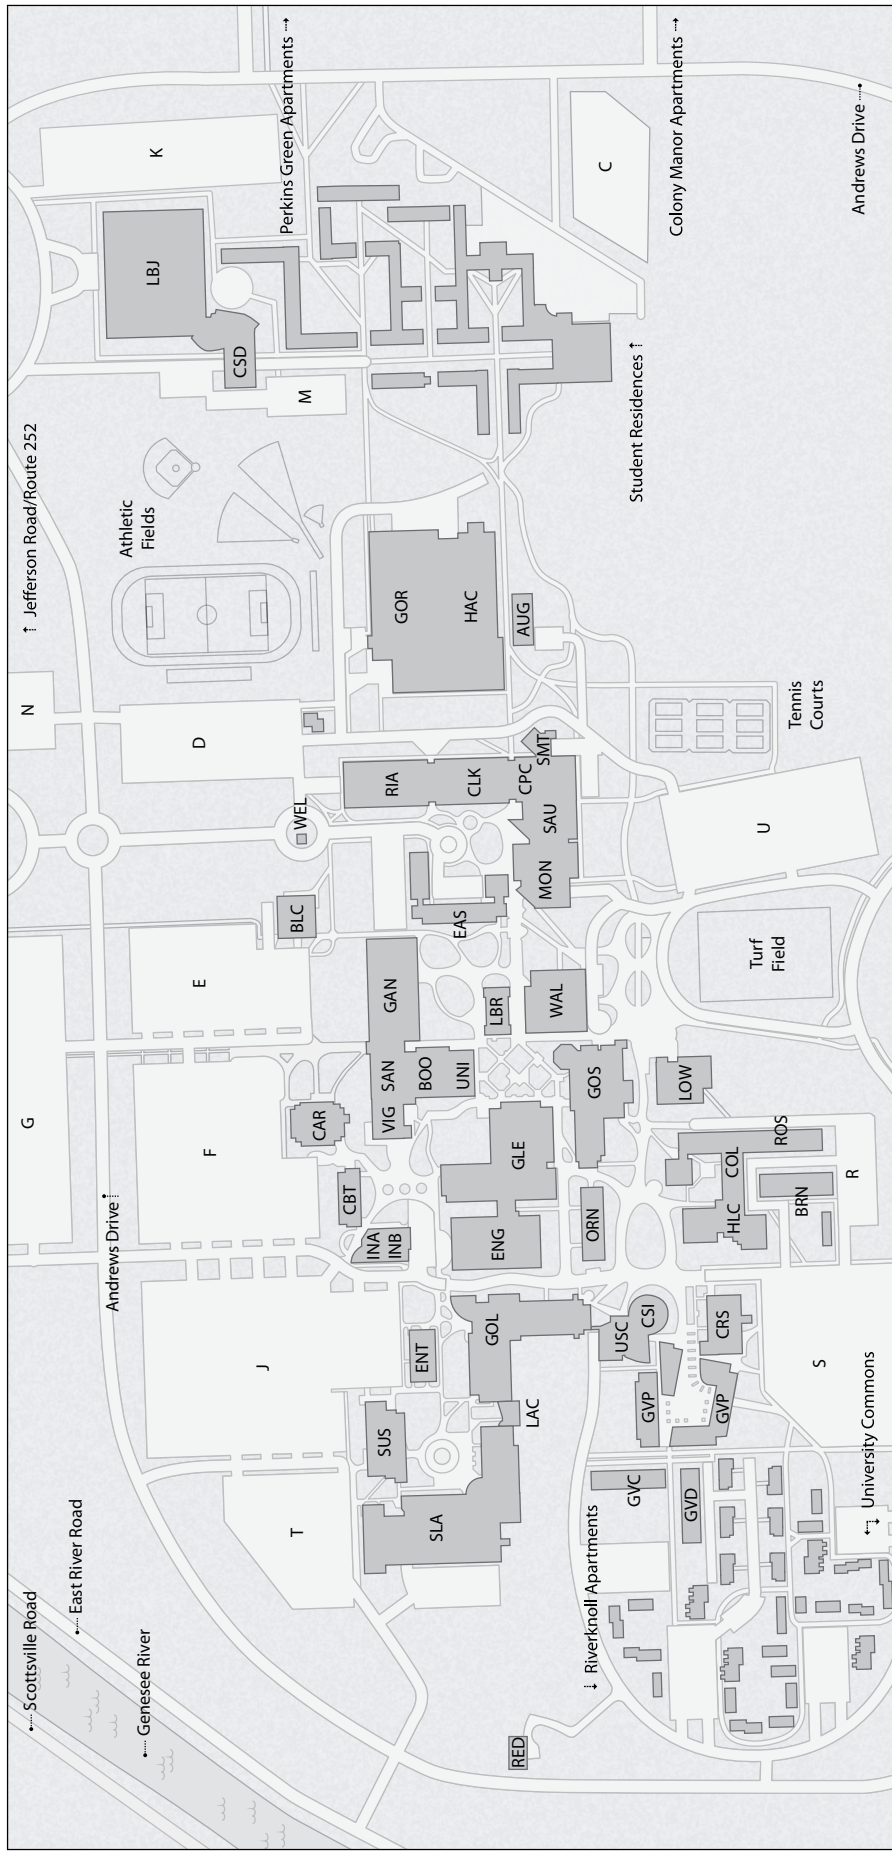 Scottsville Road
East River Road
Genesee River
Andrews Drive
Jefferson Road/Route 252
G
N
T
J
F
E
D
K
M
LBJ
CSD
Athletic
Fields
Perkins Green Apartments
WEL
BLC
CAR
CBT
INA
INB
ENT
SUS
SLA
GOL
LAC
ENG
GLE
VIG
SAN
BOO
UNI
GAN
EAS
LBR
RIA
CLK
CPC
SMT
SAU
MON
WAL
GOR
HAC
AUG
GOS
ORN
LOW
USC
CSI
CRS
GVP
GVP
GVC
GVD
RED
Riverknoll Apartments
COL
HLC
ROS
BRN
R
S
University Commons
Turf
Field
U
Tennis
Courts
Student Residences
C
Colony Manor Apartments
Andrews Drive